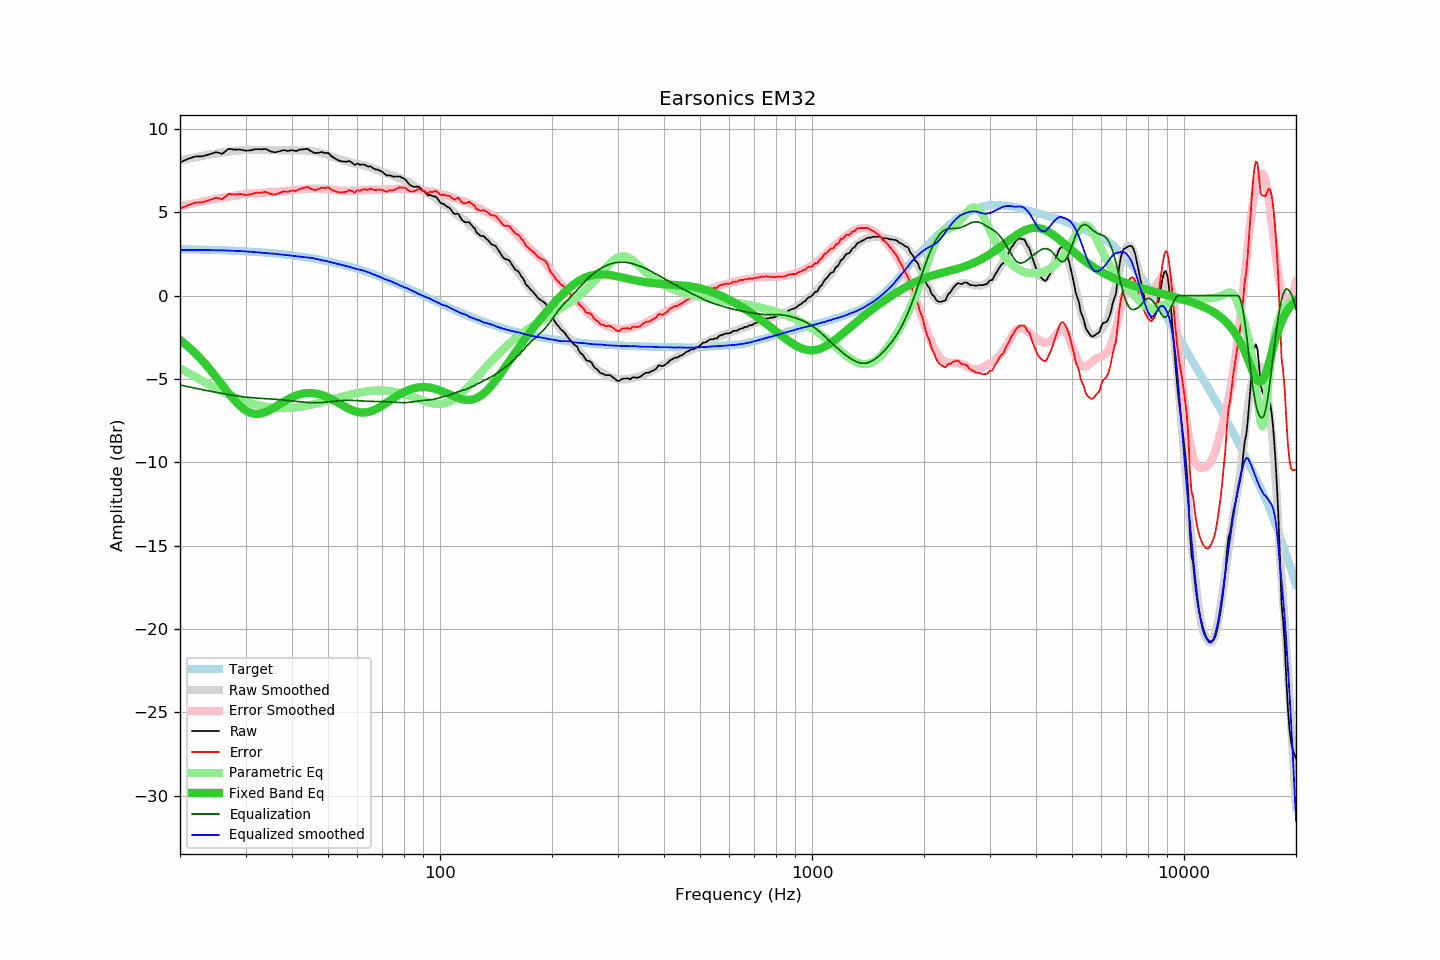 Earsonics EM32
10
5
0
−5
−10
−15
−20
−25
−30
Amplitude (dBr)
Target
Raw Smoothed
Error Smoothed
Raw
Error
Parametric Eq
Fixed Band Eq
Equalization
Equalized smoothed
100 1000 10000
Frequency (Hz)